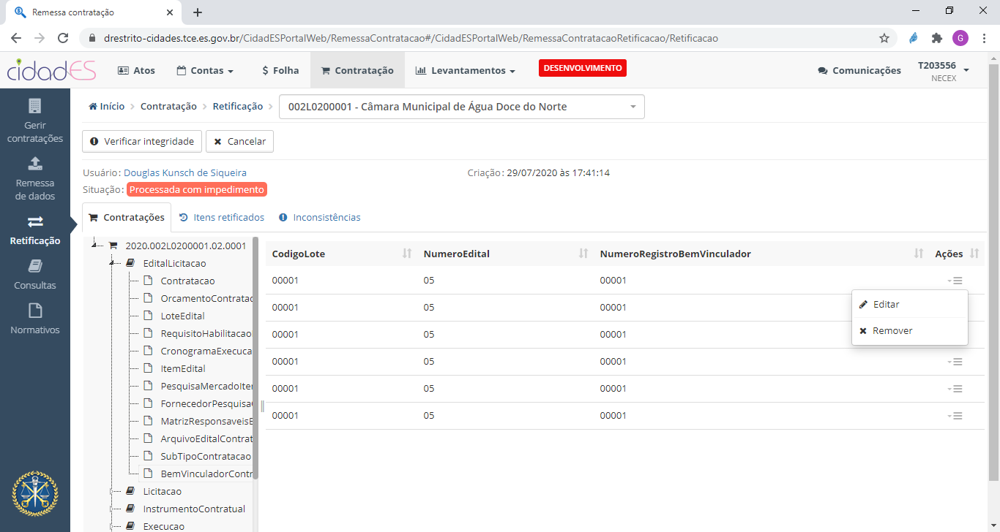 Remessa contratação
drestrito-cidades.tce.es.gov.br/CidadESPortalWeb/RemessaContratacao#/CidadESPortalWeb/RemessaContratacaoRetificacao/Retificacao
G
cidadES
Atos
Contas
$ Folha
Contratação
Levantamentos
DESENVOLVIMENTO
Comunicações
T203556
NECEX
Gerir
contratações
Remessa
de dados
Retificação
Consultas
Normativos
Início > Contratação > Retificação >
002L0200001 - Câmara Municipal de Água Doce do Norte
Verificar integridade
Cancelar
Usuário: Douglas Kunsch de Siqueira
Criação: 29/07/2020 às 17:41:14
Situação: Processada com impedimento
Contratações
Itens retificados
Inconsistências
2020.002L0200001.02.0001
EditalLicitacao
Contratacao
OrcamentoContratac
LoteEdital
RequisitoHabilitacao
CronogramaExecuca
ItemEdital
PesquisaMercadoIter
FornecedorPesquisa
MatrizResponsaveisE
ArquivoEditalContrat
SubTipoContratacao
BemVinculadorContr
Licitacao
InstrumentoContratual
Execucao
CodigoLote NumeroEdital NumeroRegistroBemVinculador Ações
00001 05 00001
00001 05 00001
00001 05 00001
00001 05 00001
00001 05 00001
00001 05 00001
Editar
Remover